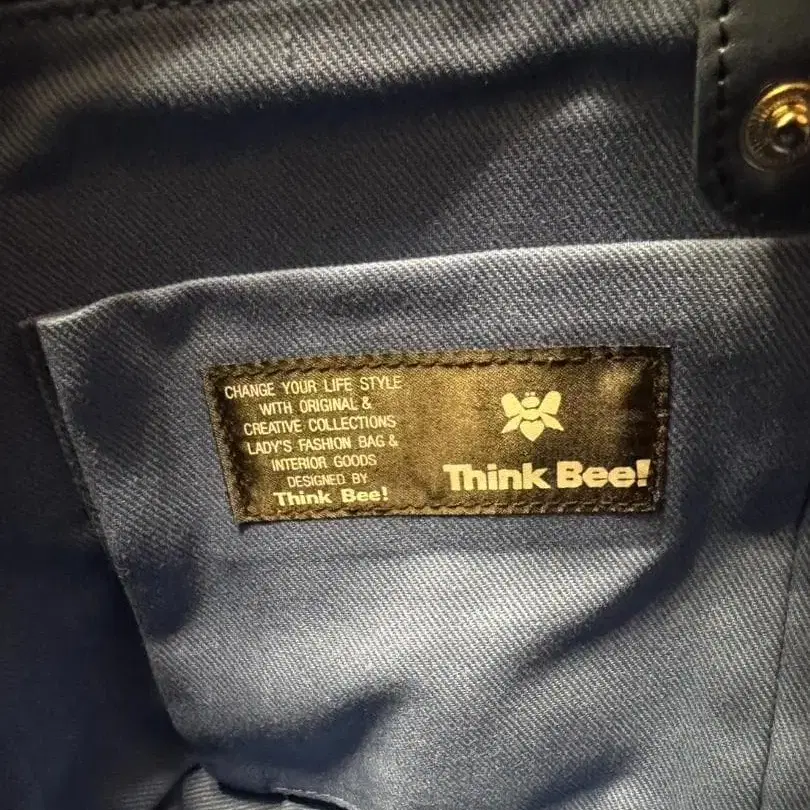 CHANGE YOUR LIFE STYLE
WITH ORIGINAL &
CREATIVE COLLECTIONS
LADY'S FASHION BAG &
INTERIOR GOODS
DESIGNED BY
Think Bee!
Think Bee!